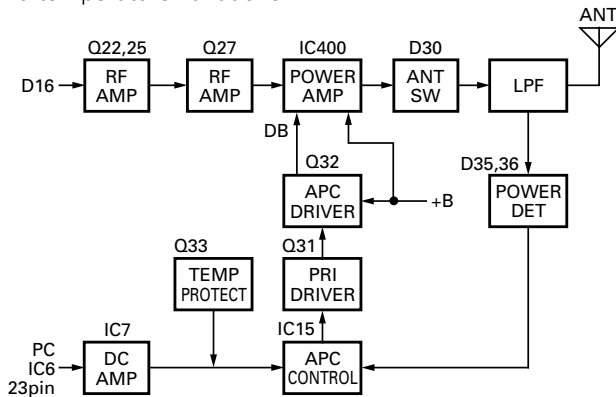 ANT
Q22,25
Q27
IC400
D30
D16
RF
AMP
RF
AMP
POWER
AMP
ANT
SW
LPF
DB
Q32
D35,36
APC
DRIVER
+B
POWER
DET
Q33
Q31
TEMP
PROTECT
PRI
DRIVER
IC7
IC15
PC
IC6
23pin
DC
AMP
APC
CONTROL